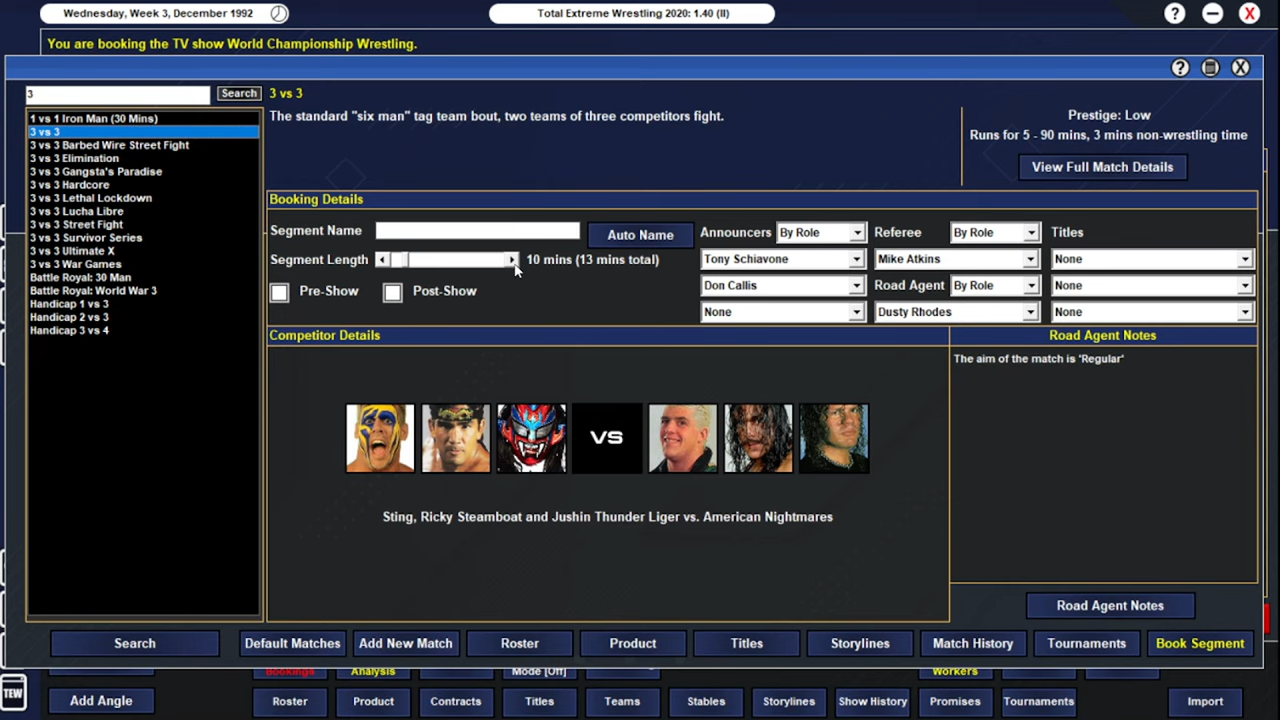 Wednesday, Week 3, December 1992
Total Extreme Wrestling 2020: 1.40 (II)
? X
You are booking the TV show World Championship Wrestling.
? X
3
Search
3 vs 3
1 vs 1 Iron Man (30 Mins)
3 vs 3
3 vs 3 Barbed Wire Street Fight
3 vs 3 Elimination
3 vs 3 Gangsta's Paradise
3 vs 3 Hardcore
3 vs 3 Lethal Lockdown
3 vs 3 Lucha Libre
3 vs 3 Street Fight
3 vs 3 Survivor Series
3 vs 3 Ultimate X
3 vs 3 War Games
Battle Royal: 30 Man
Battle Royal: World War 3
Handicap 1 vs 3
Handicap 2 vs 3
Handicap 3 vs 4
The standard "six man" tag team bout, two teams of three competitors fight.
Prestige: Low
Runs for 5 - 90 mins, 3 mins non-wrestling time
View Full Match Details
Booking Details
Segment Name
Auto Name
Segment Length
10 mins (13 mins total)
Pre-Show
Post-Show
Announcers
By Role
Tony Schiavone
Don Callis
None
Referee
By Role
Mike Atkins
Road Agent
By Role
Dusty Rhodes
Titles
None
None
None
Competitor Details
VS
Sting, Ricky Steamboat and Jushin Thunder Liger vs. American Nightmares
Road Agent Notes
The aim of the match is 'Regular'
Road Agent Notes
Search
Default Matches
Add New Match
Roster
Product
Titles
Storylines
Match History
Tournaments
Book Segment
Bookings
Analysis
Mode [Off]
Workers
TEW
Add Angle
Roster
Product
Contracts
Titles
Teams
Stables
Storylines
Show History
Promises
Tournaments
Import